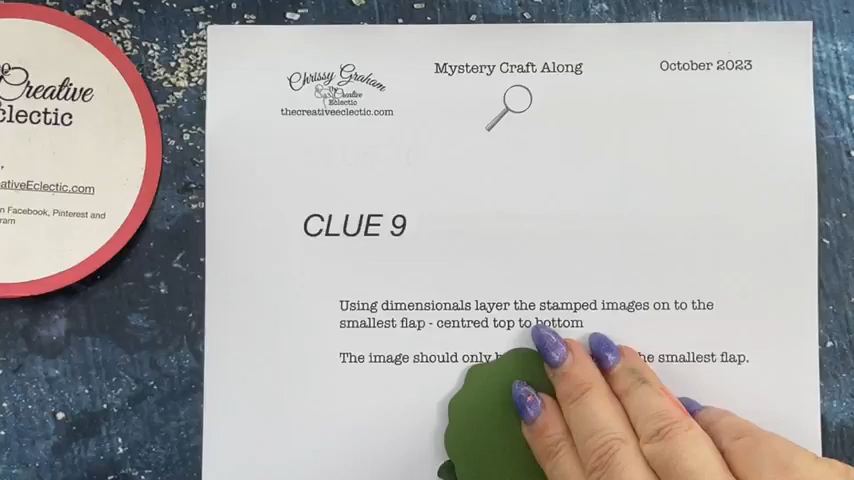 Creative
clectic
ativeEclectic.com
n Facebook, Pinterest and
ram
Chrissy Graham
Creative
Eclectic
thecreativeeclectic.com
Mystery Craft Along
October 2023
CLUE 9
Using dimensionals layer the stamped images on to the
smallest flap - centred top to bottom
The image should only he smallest flap.